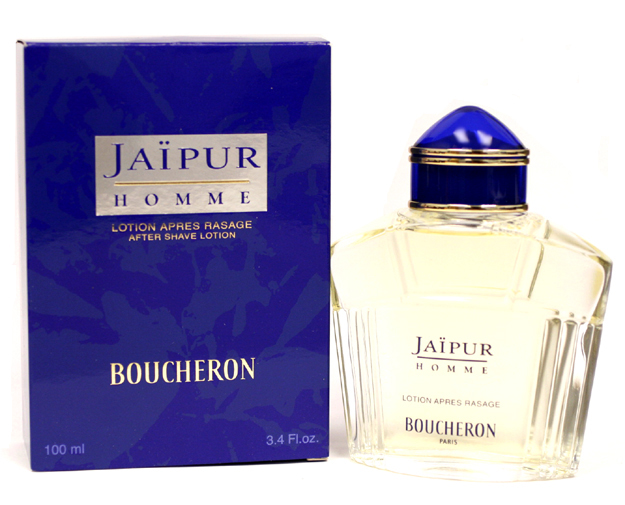 JAÏPUR
HOMME
LOTION APRES RASAGE
AFTER SHAVE LOTION
BOUCHERON
100 ml
3.4 Fl.oz.
JAÏPUR
HOMME
LOTION APRES RASAGE
BOUCHERON
PARIS